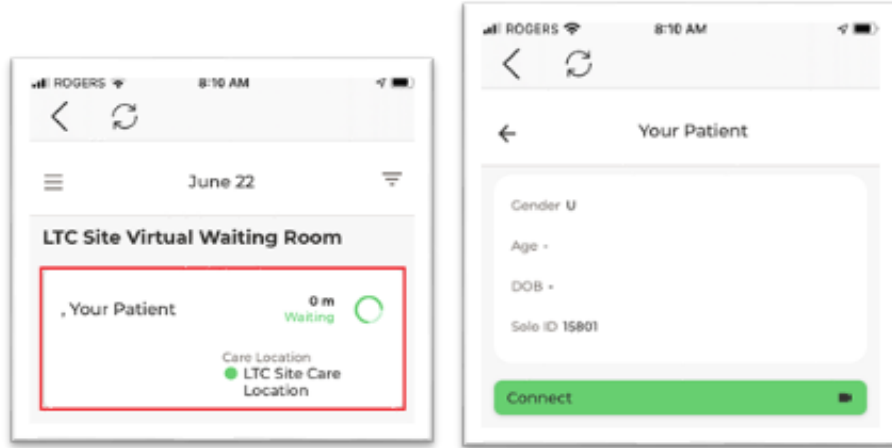 ROGERS 8:10 AM
June 22
LTC Site Virtual Waiting Room
, Your Patient
0 m
Waiting
Care Location
LTC Site Care
Location
ROGERS 8:10 AM
Your Patient
Gender U
Age -
DOB -
Solo ID 15801
Connect